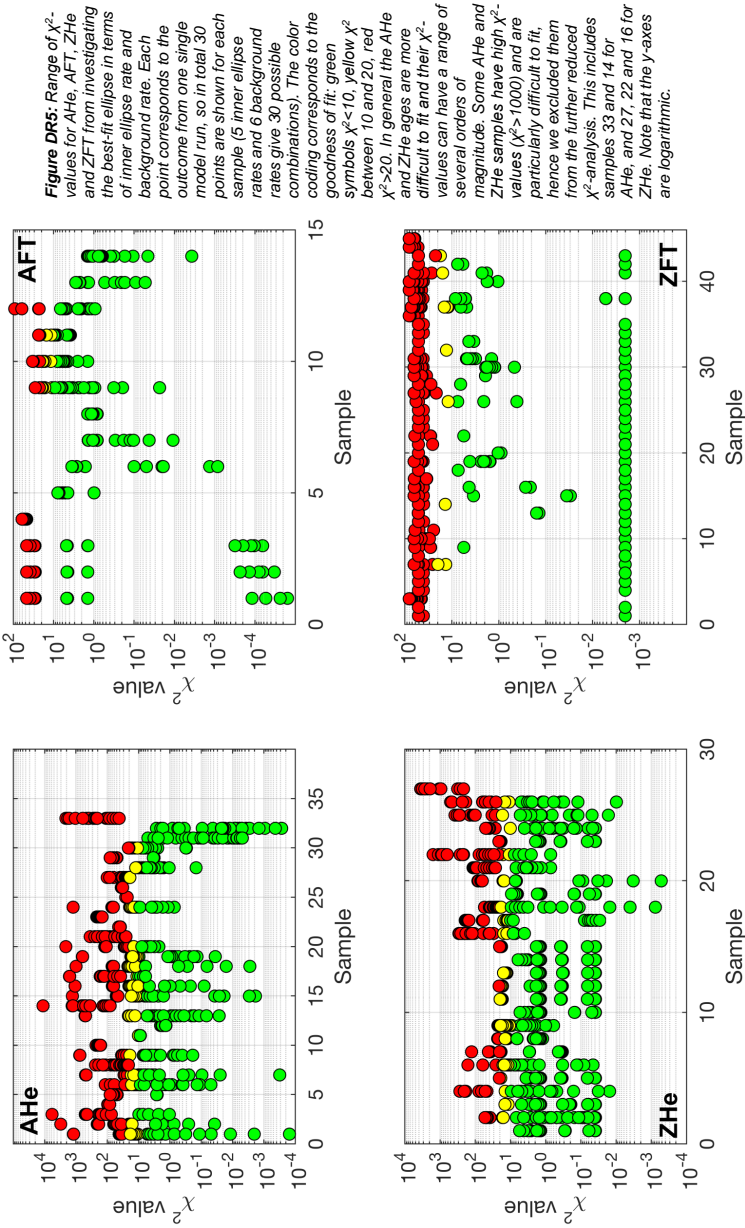 AHe
χ² value
10⁴
10³
10²
10¹
10⁰
10⁻¹
10⁻²
10⁻³
10⁻⁴
0 5 10 15 20 25 30 35
Sample
AFT
χ² value
10²
10¹
10⁰
10⁻¹
10⁻²
10⁻³
10⁻⁴
0 5 10 15
Sample
ZHe
χ² value
10⁴
10³
10²
10¹
10⁰
10⁻¹
10⁻²
10⁻³
10⁻⁴
0 10 20 30
Sample
ZFT
χ² value
10²
10¹
10⁰
10⁻¹
10⁻²
10⁻³
0 10 20 30 40
Sample
Figure DR5: Range of χ²-
values for AHe, AFT, ZHe
and ZFT from investigating
the best-fit ellipse in terms
of inner ellipse rate and
background rate. Each
point corresponds to the
outcome from one single
model run, so in total 30
points are shown for each
sample (5 inner ellipse
rates and 6 background
rates give 30 possible
combinations). The color
coding corresponds to the
goodness of fit: green
symbols χ²<10, yellow χ²
between 10 and 20, red
χ²>20. In general the AHe
and ZHe ages are more
difficult to fit and their χ²-
values can have a range of
several orders of
magnitude. Some AHe and
ZHe samples have high χ²-
values (χ²>1000) and are
particularly difficult to fit,
hence we excluded them
from the further reduced
χ²-analysis. This includes
samples 33 and 14 for
AHe, and 27, 22 and 16 for
ZHe. Note that the y-axes
are logarithmic.